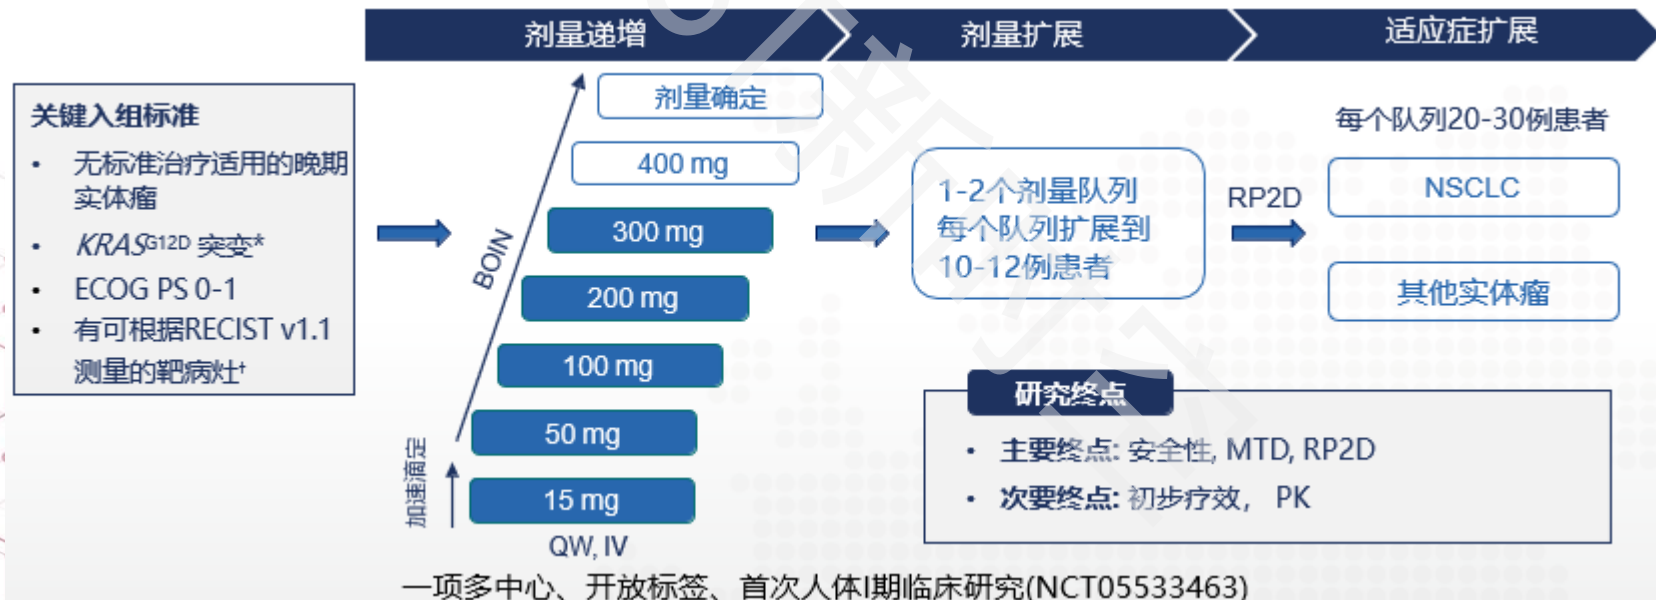 剂量递增
剂量扩展
适应症扩展
关键入组标准
• 无标准治疗适用的晚期
实体瘤
• KRASG12D 突变*
• ECOG PS 0-1
• 有可根据RECIST v1.1
测量的靶病灶†
剂量确定
400 mg
300 mg
200 mg
100 mg
50 mg
15 mg
BOIN
加速滴定
QW, IV
1-2个剂量队列
每个队列扩展到
10-12例患者
RP2D
每个队列20-30例患者
NSCLC
其他实体瘤
研究终点
• 主要终点: 安全性, MTD, RP2D
• 次要终点: 初步疗效, PK
一项多中心、开放标签、首次人体I期临床研究(NCT05533463)